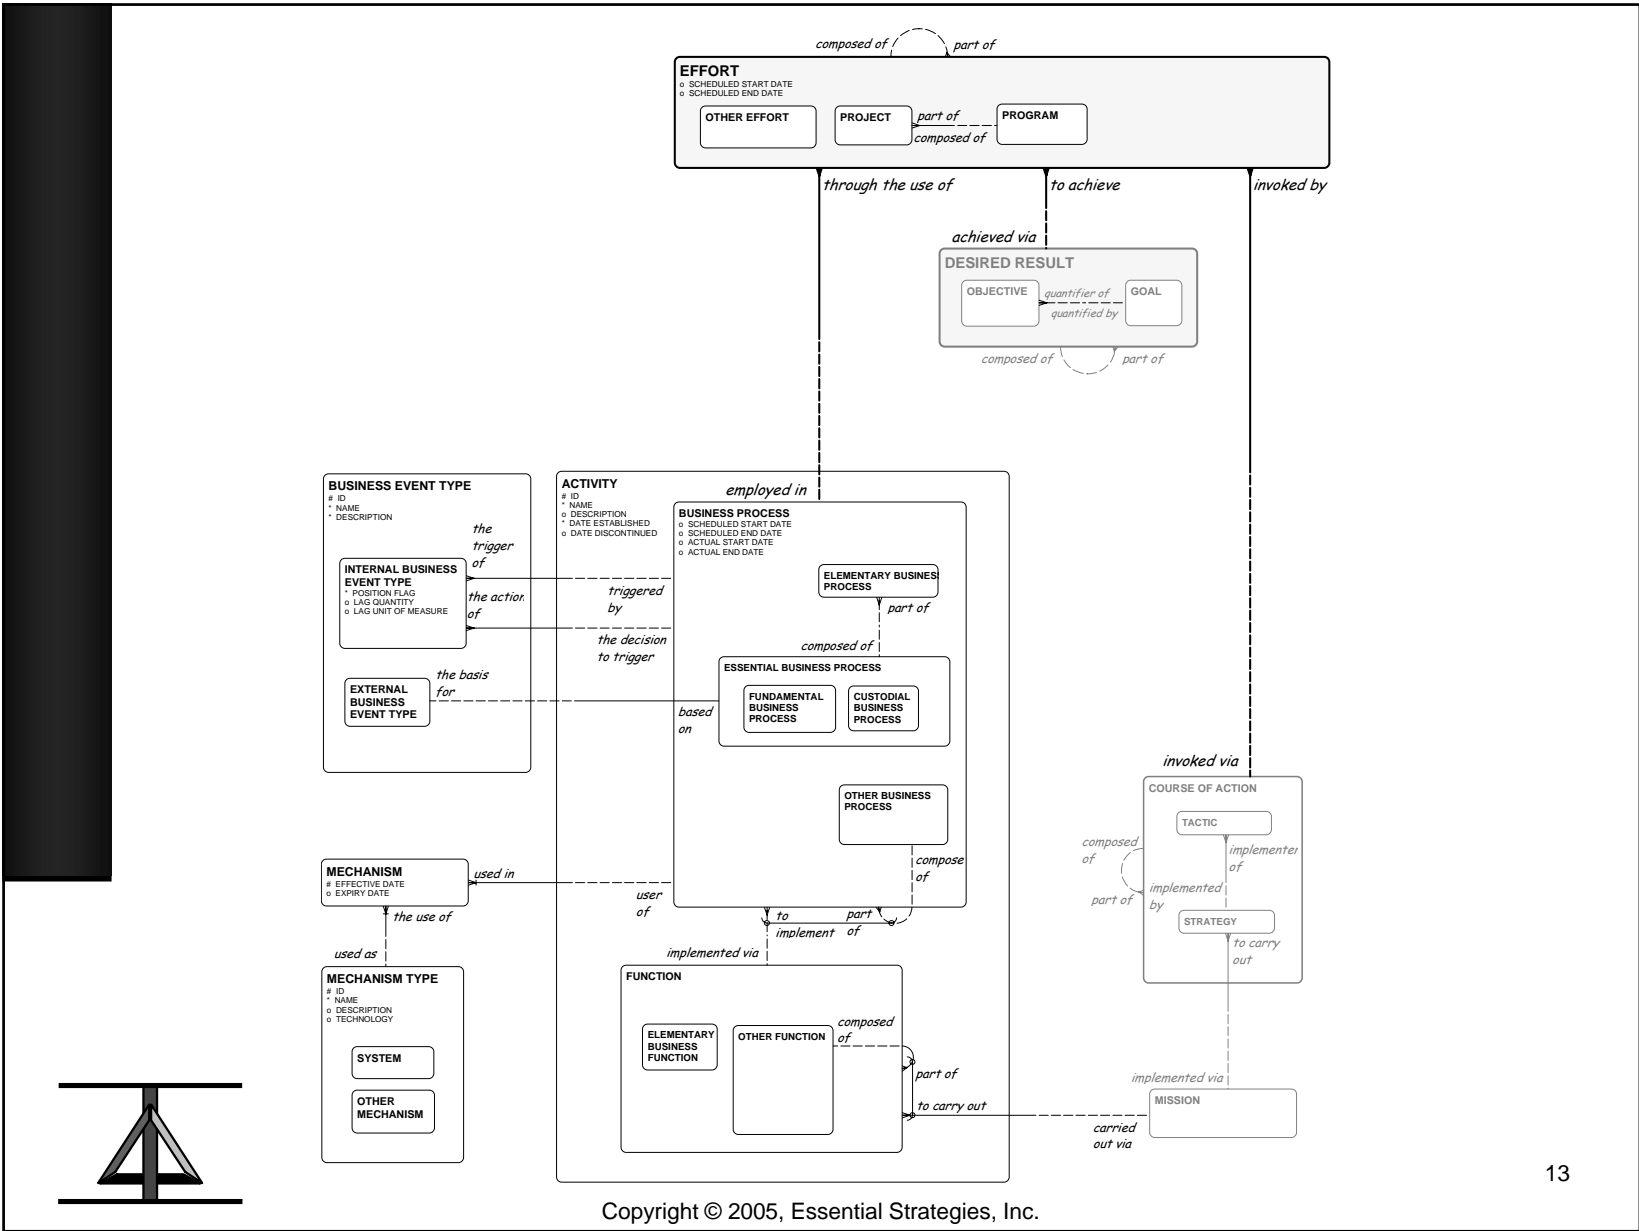 composed of
part of
EFFORT
o SCHEDULED START DATE
o SCHEDULED END DATE
OTHER EFFORT
PROJECT
part of
composed of
PROGRAM
through the use of
to achieve
invoked by
achieved via
DESIRED RESULT
OBJECTIVE
quantifier of
quantified by
GOAL
composed of
part of
BUSINESS EVENT TYPE
# ID
* NAME
* DESCRIPTION
the
trigger
of
INTERNAL BUSINESS
EVENT TYPE
* POSITION FLAG
o LAG QUANTITY
o LAG UNIT OF MEASURE
the action
of
EXTERNAL
BUSINESS
EVENT TYPE
the basis
for
ACTIVITY
# ID
* NAME
o DESCRIPTION
* DATE ESTABLISHED
o DATE DISCONTINUED
employed in
BUSINESS PROCESS
o SCHEDULED START DATE
o SCHEDULED END DATE
o ACTUAL START DATE
o ACTUAL END DATE
triggered
by
the decision
to trigger
ELEMENTARY BUSINES
PROCESS
part of
composed of
ESSENTIAL BUSINESS PROCESS
FUNDAMENTAL
BUSINESS
PROCESS
CUSTODIAL
BUSINESS
PROCESS
based
on
OTHER BUSINESS
PROCESS
compose
of
part
of
to
implement
implemented via
MECHANISM
# EFFECTIVE DATE
o EXPIRY DATE
used in
user
of
the use of
used as
MECHANISM TYPE
# ID
* NAME
o DESCRIPTION
o TECHNOLOGY
SYSTEM
OTHER
MECHANISM
FUNCTION
ELEMENTARY
BUSINESS
FUNCTION
OTHER FUNCTION
composed
of
part of
to carry out
carried
out via
invoked via
COURSE OF ACTION
TACTIC
implementer
of
composed
of
part of
implemented
by
STRATEGY
to carry
out
implemented via
MISSION
13
Copyright © 2005, Essential Strategies, Inc.